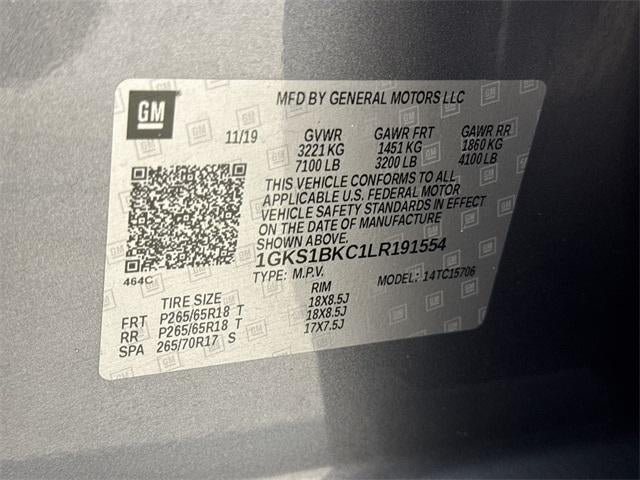 GM
MFD BY GENERAL MOTORS LLC
11/19 GVWR GAWR FRT GAWR RR
3221 KG 1451 KG 1860 KG
7100 LB 3200 LB 4100 LB
THIS VEHICLE CONFORMS TO ALL
APPLICABLE U.S. FEDERAL MOTOR
VEHICLE SAFETY STANDARDS IN EFFECT
ON THE DATE OF MANUFACTURE
SHOWN ABOVE.
1GKS1BKC1LR191554
464C TYPE: M.P.V. MODEL: 14TC15706
TIRE SIZE RIM
FRT P265/65R18 T 18X8.5J
RR P265/65R18 T 18X8.5J
SPA 265/70R17 S 17X7.5J